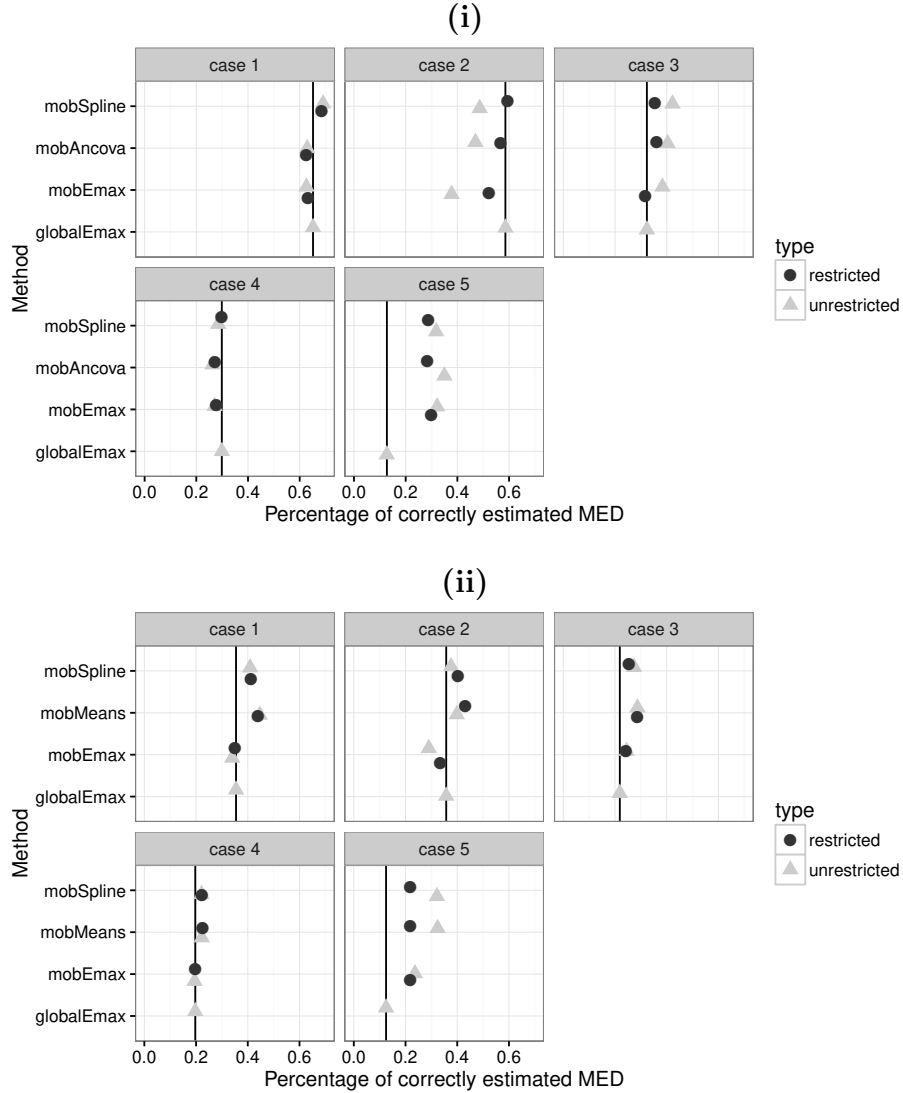 (i)
case 1
case 2
case 3
mobSpline
mobAncova
mobEmax
globalEmax
case 4
case 5
mobSpline
mobAncova
mobEmax
globalEmax
0.0 0.2 0.4 0.6 0.0 0.2 0.4 0.6
Percentage of correctly estimated MED
Method
type
restricted
unrestricted
(ii)
case 1
case 2
case 3
mobSpline
mobMeans
mobEmax
globalEmax
case 4
case 5
mobSpline
mobMeans
mobEmax
globalEmax
0.0 0.2 0.4 0.6 0.0 0.2 0.4 0.6
Percentage of correctly estimated MED
Method
type
restricted
unrestricted